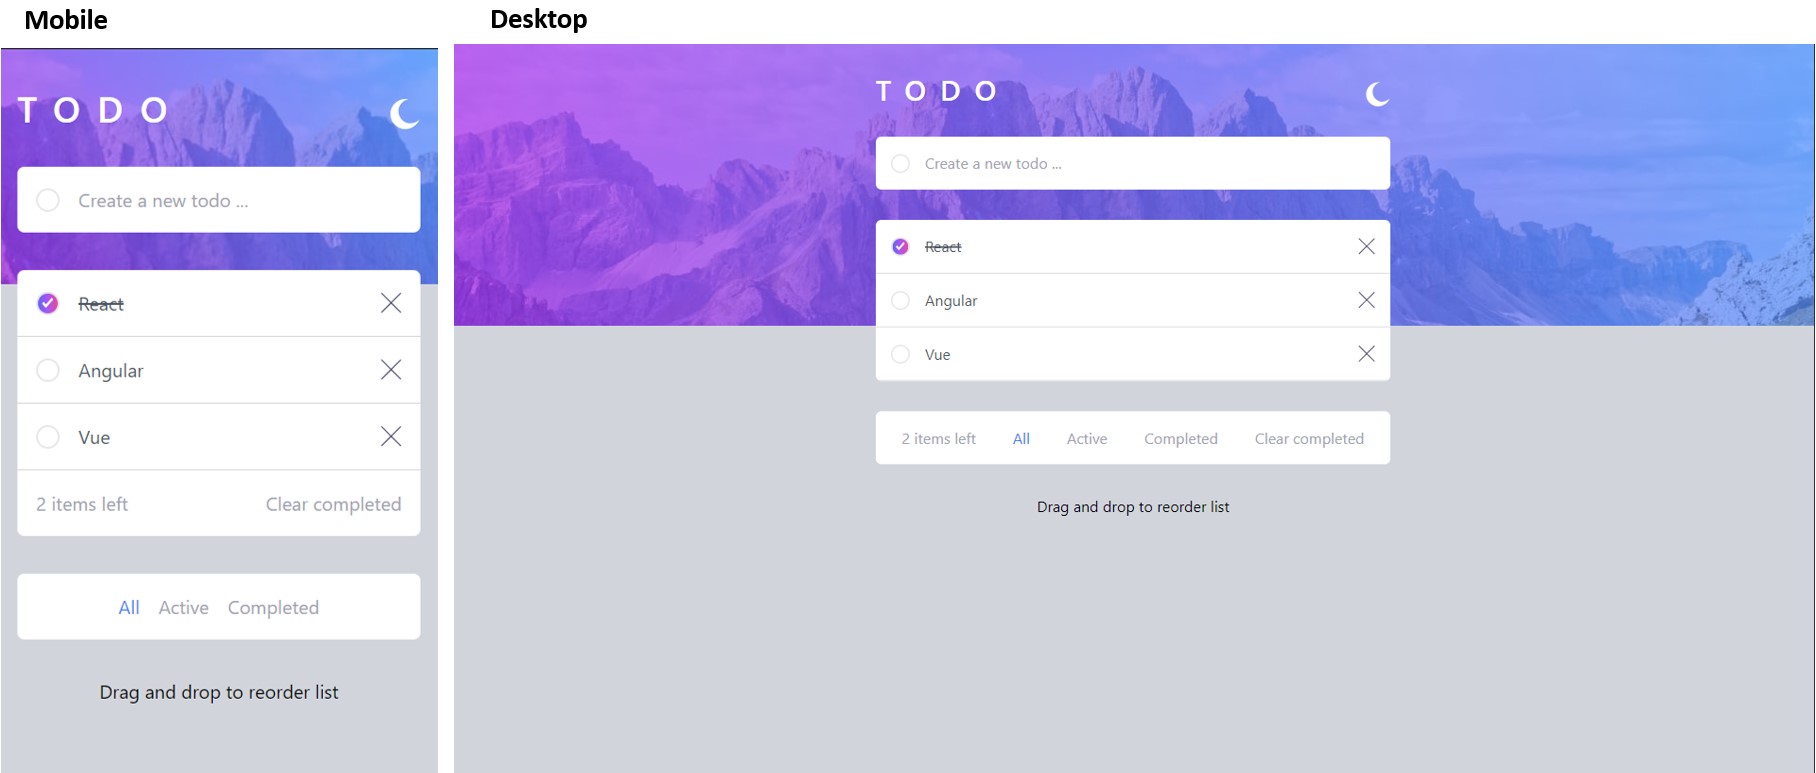 Mobile
T O D O
Create a new todo ...
React
Angular
Vue
2 items left Clear completed
All Active Completed
Drag and drop to reorder list
Desktop
T O D O
Create a new todo ...
React
Angular
Vue
2 items left All Active Completed Clear completed
Drag and drop to reorder list